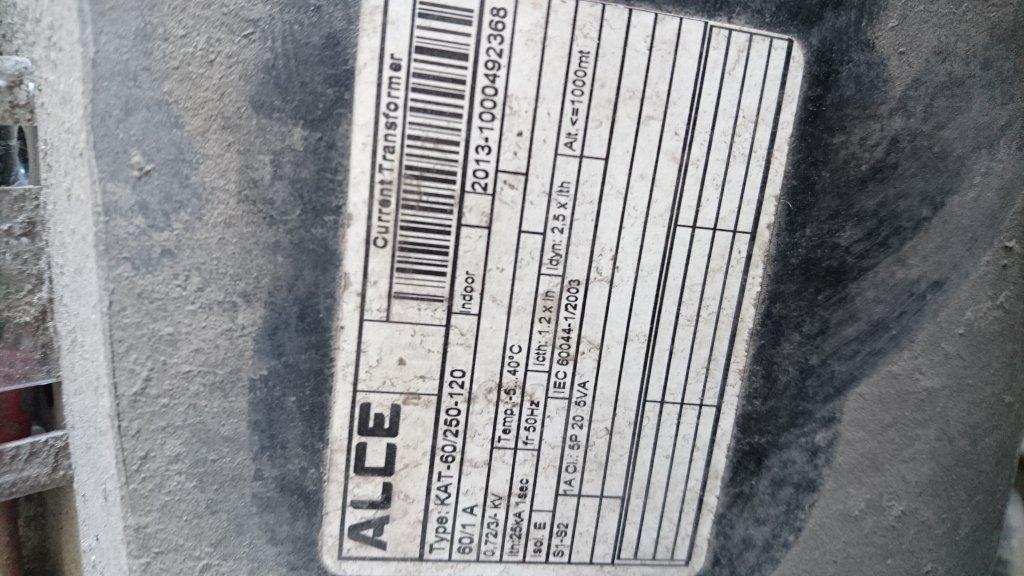 ALCE
Current Transformer
Type: KAT-60/250-120
60/1 A Indoor 2013-1000492368
0,72/3/- kV
Ith:25kA 1sec Temp.-5...40°C
Isol. E fr-50Hz Icth: 1.2 x In Idyn: 2.5 x Ith Alt.<=1000mt
S1-S2 IEC 60044-1/2003
1A Cl.: 5P 20 5VA